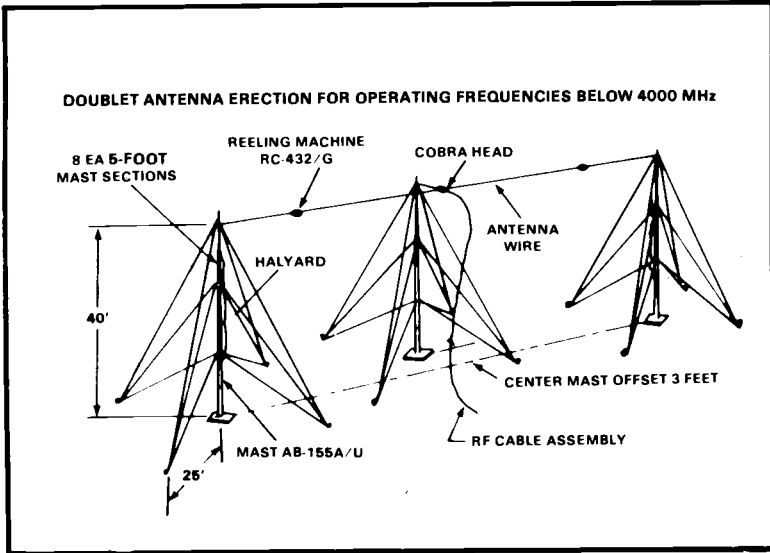 DOUBLET ANTENNA ERECTION FOR OPERATING FREQUENCIES BELOW 4000 MHz
REELING MACHINE
RC-432/G
COBRA HEAD
8 EA 5-FOOT
MAST SECTIONS
ANTENNA
WIRE
HALYARD
40'
CENTER MAST OFFSET 3 FEET
MAST AB-155A/U
RF CABLE ASSEMBLY
25'